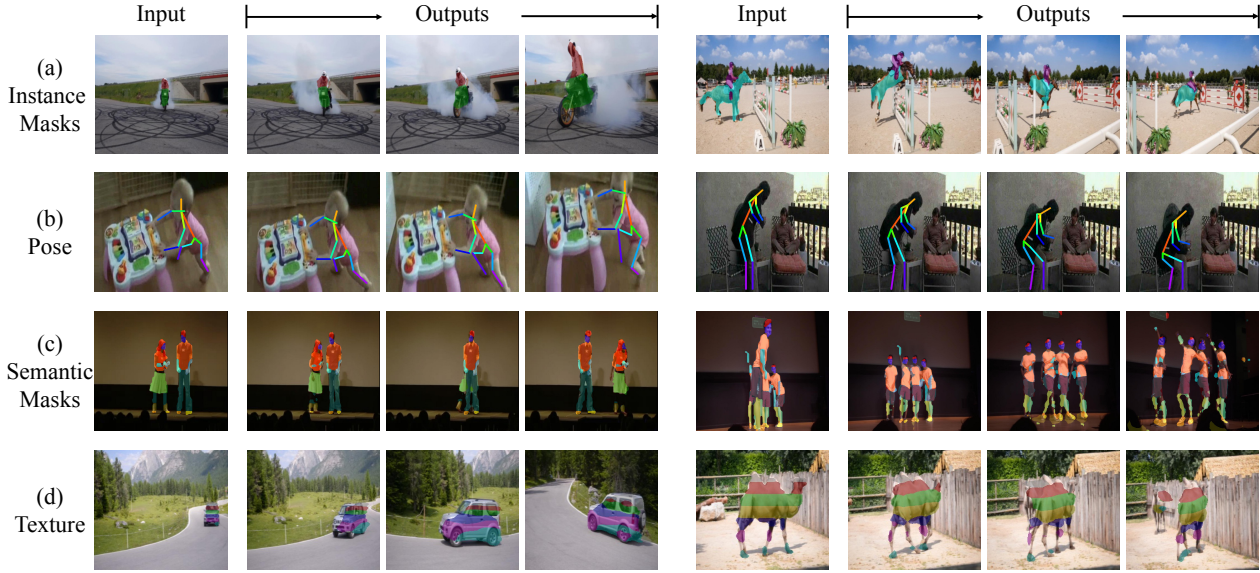 Input
Outputs
Input
Outputs
(a)
Instance
Masks
(b)
Pose
(c)
Semantic
Masks
(d)
Texture
A
A